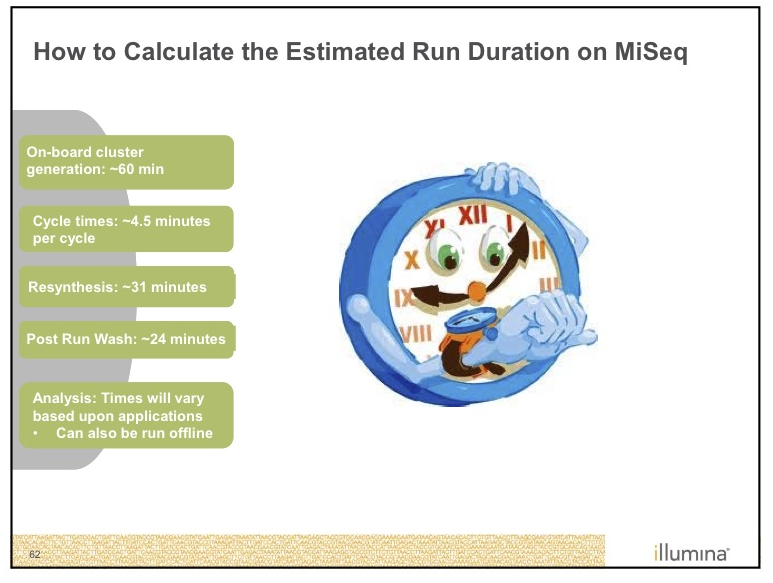 How to Calculate the Estimated Run Duration on MiSeq
On-board cluster
generation: ~60 min
Cycle times: ~4.5 minutes
per cycle
Resynthesis: ~31 minutes
Post Run Wash: ~24 minutes
Analysis: Times will vary
based upon applications
• Can also be run offline
XI XII I
X II
IX III
VIII
62
illumina®